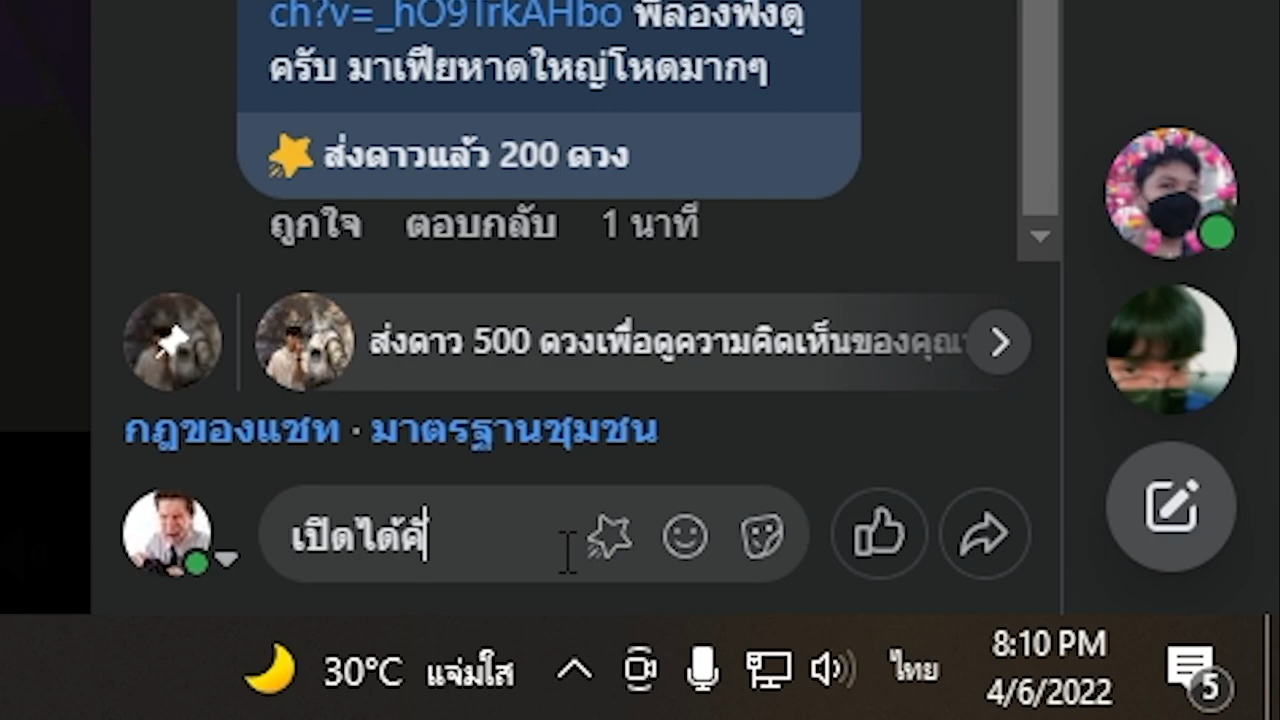 ch?v=_hO9TrkAHbo พี่ลองฟังดู
ครับ มาเฟียหาดใหญ่โหดมากๆ
ส่งดาวแล้ว 200 ดวง
ถูกใจ ตอบกลับ 1 นาที
ส่งดาว 500 ดวงเพื่อดูความคิดเห็นของคุณ
กฎของแชท · มาตรฐานชุมชน
เปิดได้ค้
30°C แจ่มใส ไทย 8:10 PM
4/6/2022 5